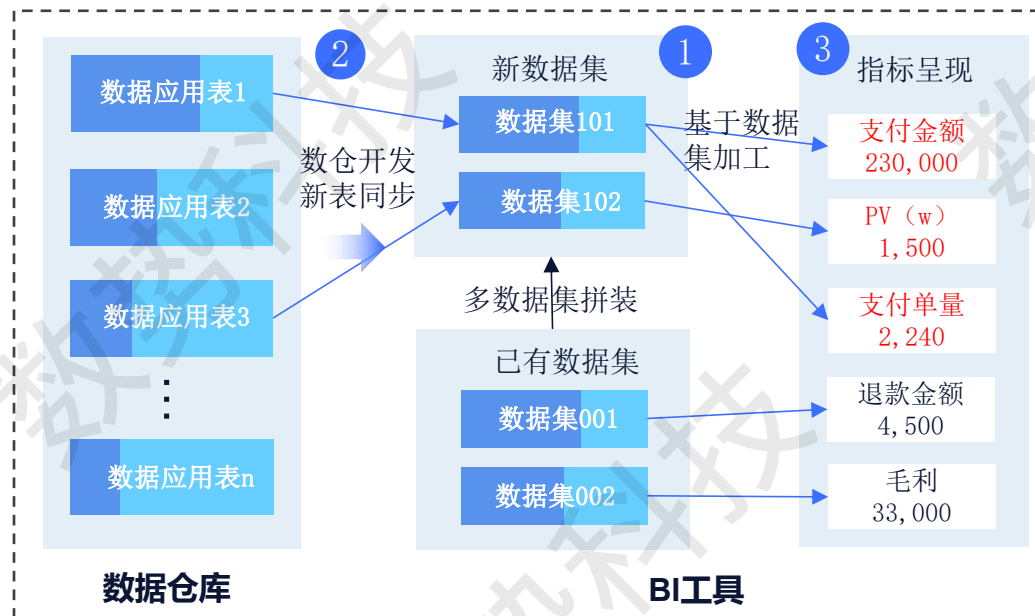 数据应用表1
数据应用表2
数据应用表3
数据应用表n
数据仓库
2
数仓开发
新表同步
新数据集
数据集101
数据集102
多数据集拼装
已有数据集
数据集001
数据集002
BI工具
1
基于数据
集加工
3
指标呈现
支付金额
230,000
PV（w）
1,500
支付单量
2,240
退款金额
4,500
毛利
33,000
数势科技